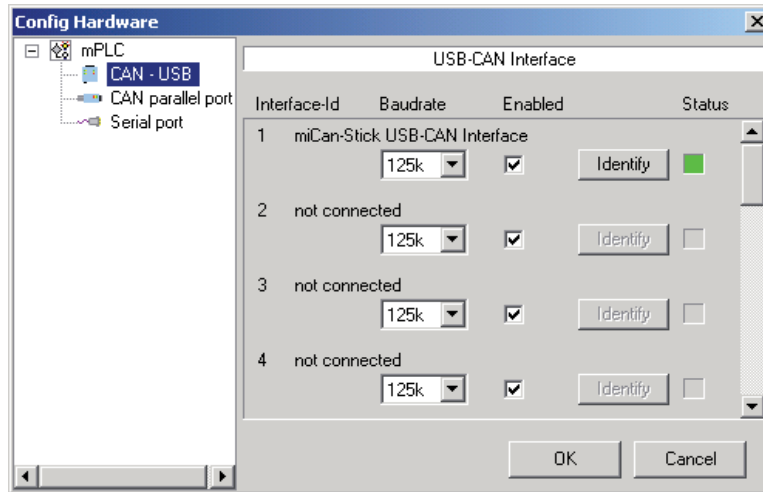 Config Hardware
mPLC
CAN - USB
CAN parallel port
Serial port
USB-CAN Interface
Interface-Id Baudrate Enabled Status
1 miCan-Stick USB-CAN Interface
125k Identify
2 not connected
125k Identify
3 not connected
125k Identify
4 not connected
125k Identify
OK Cancel